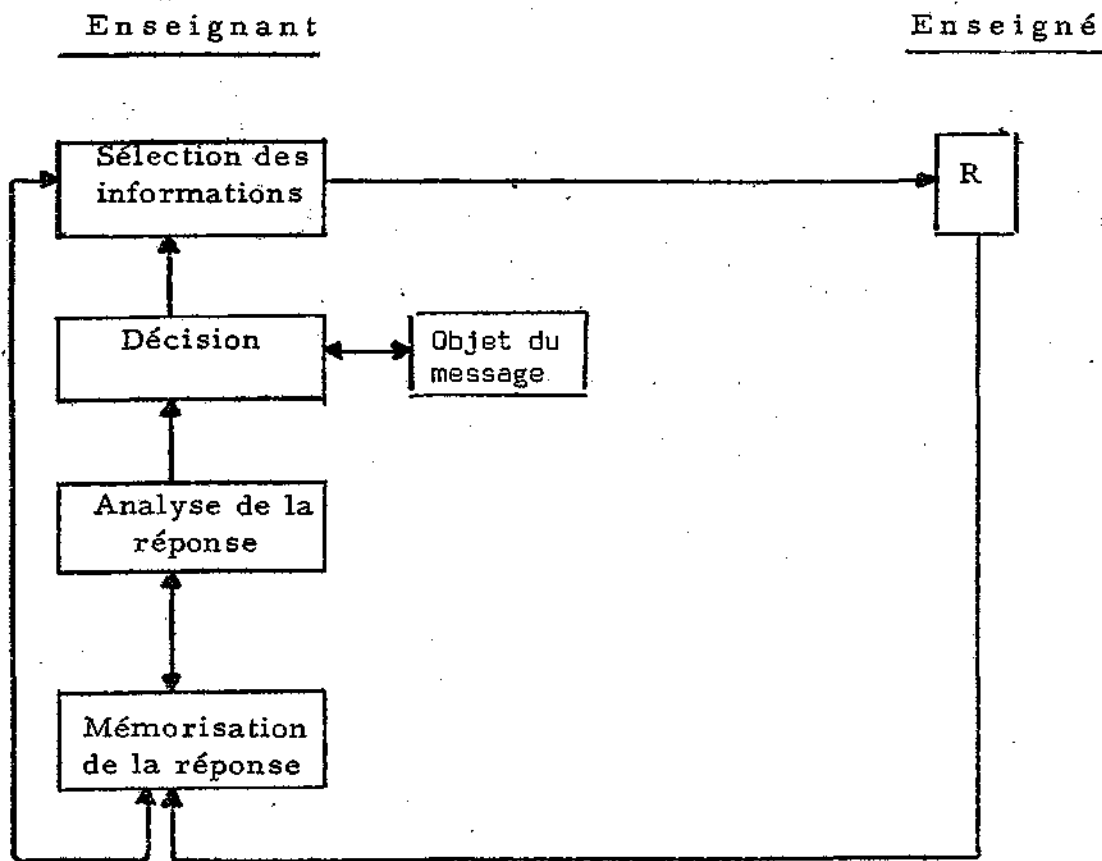 Enseignant
Enseigné
Sélection des
informations
R
Décision
Objet du
message
Analyse de la
réponse
Mémorisation
de la réponse